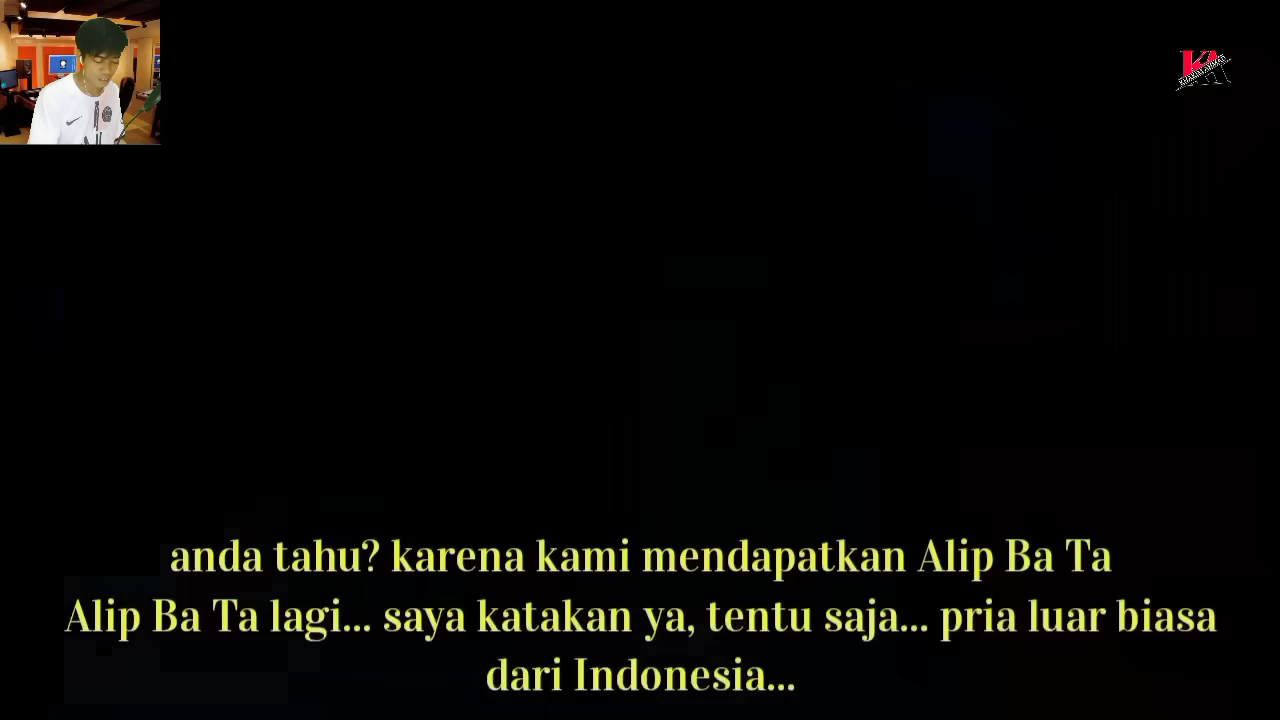 anda tahu? karena kami mendapatkan Alip Ba Ta
Alip Ba Ta lagi... saya katakan ya, tentu saja... pria luar biasa
dari Indonesia...